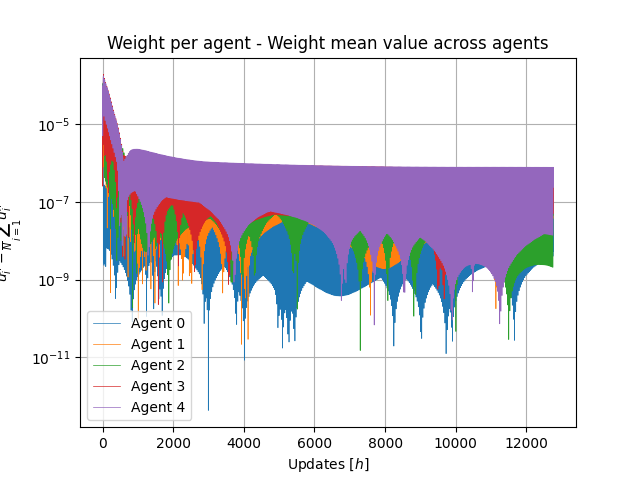 Weight per agent - Weight mean value across agents
10⁻⁵
10⁻⁷
10⁻⁹
10⁻¹¹
Agent 0
Agent 1
Agent 2
Agent 3
Agent 4
0 2000 4000 6000 8000 10000 12000
Updates [h]